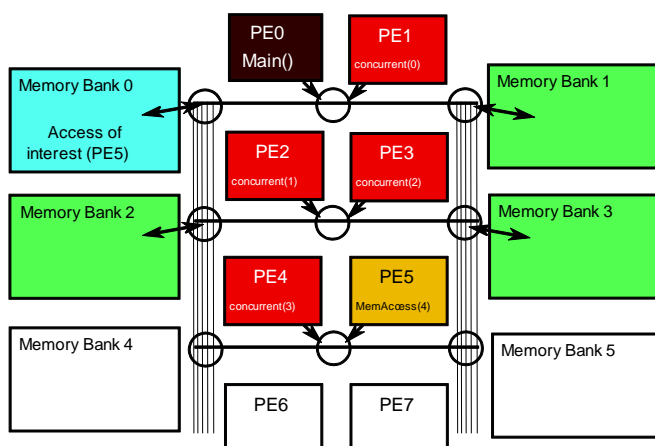 PE0
Main()
PE1
concurrent(0)
Memory Bank 0
Access of
interest (PE5)
Memory Bank 1
PE2
concurrent(1)
PE3
concurrent(2)
Memory Bank 2
Memory Bank 3
PE4
concurrent(3)
PE5
MemAccess(4)
Memory Bank 4
Memory Bank 5
PE6
PE7